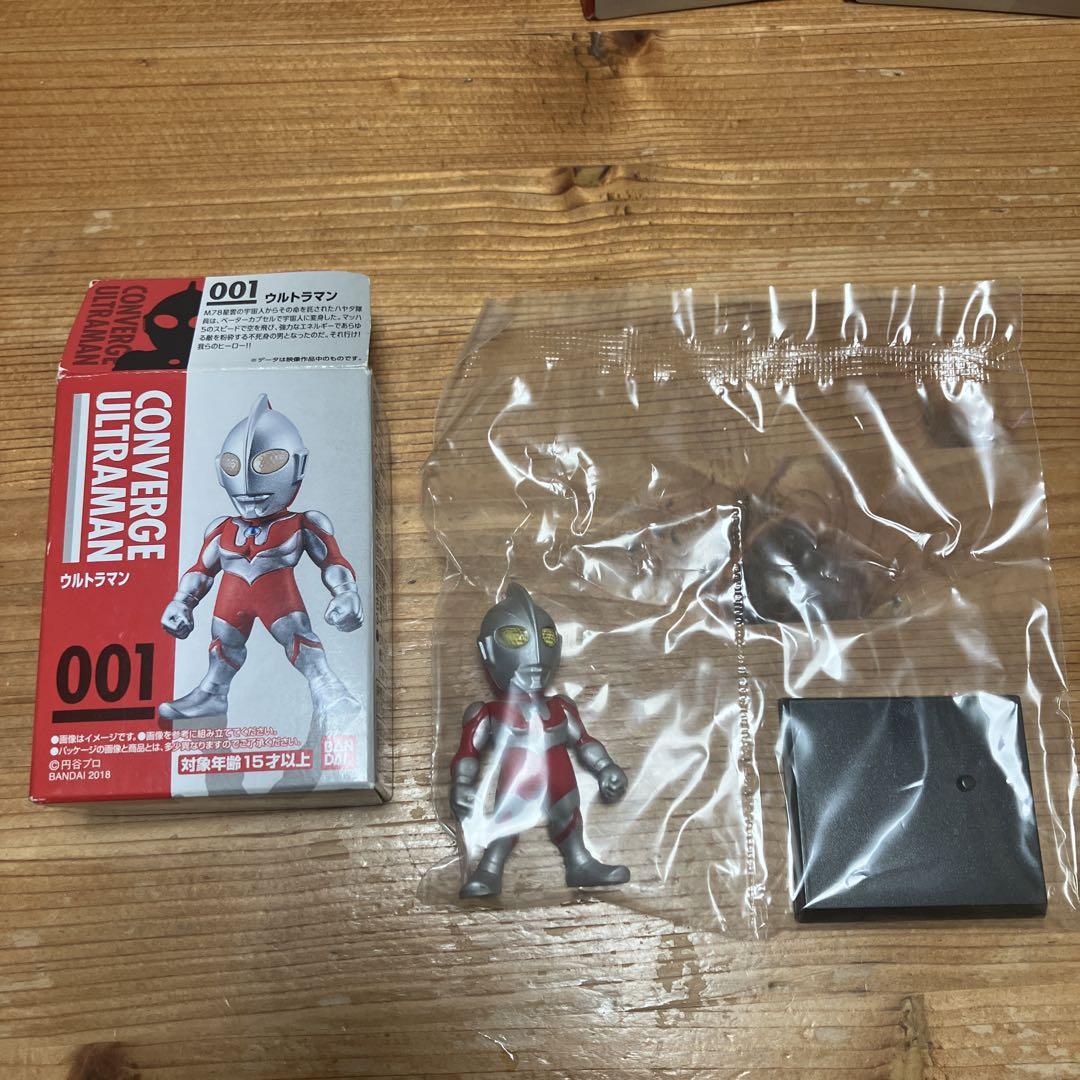 CONVERGE
ULTRAMAN
001 ウルトラマン
M78星雲の宇宙人からその命を託されたハヤタ隊
長は、ベーターカプセルで宇宙人に変身した。マッハ
5のスピードで空を飛び、強力なエネルギーであらゆ
る敵を粉砕する不死身の男となったのだ。それ行け!
我らのヒーロー!!
※データは映像作品中のものです。
CONVERGE
ULTRAMAN
ウルトラマン
001
●画像はイメージです。●画像を参考に組み立ててください。
●パッケージの画像と商品とは、多少異なりますのでご了承ください。
©円谷プロ
BANDAI 2018
対象年齢15才以上
BAN
DAI